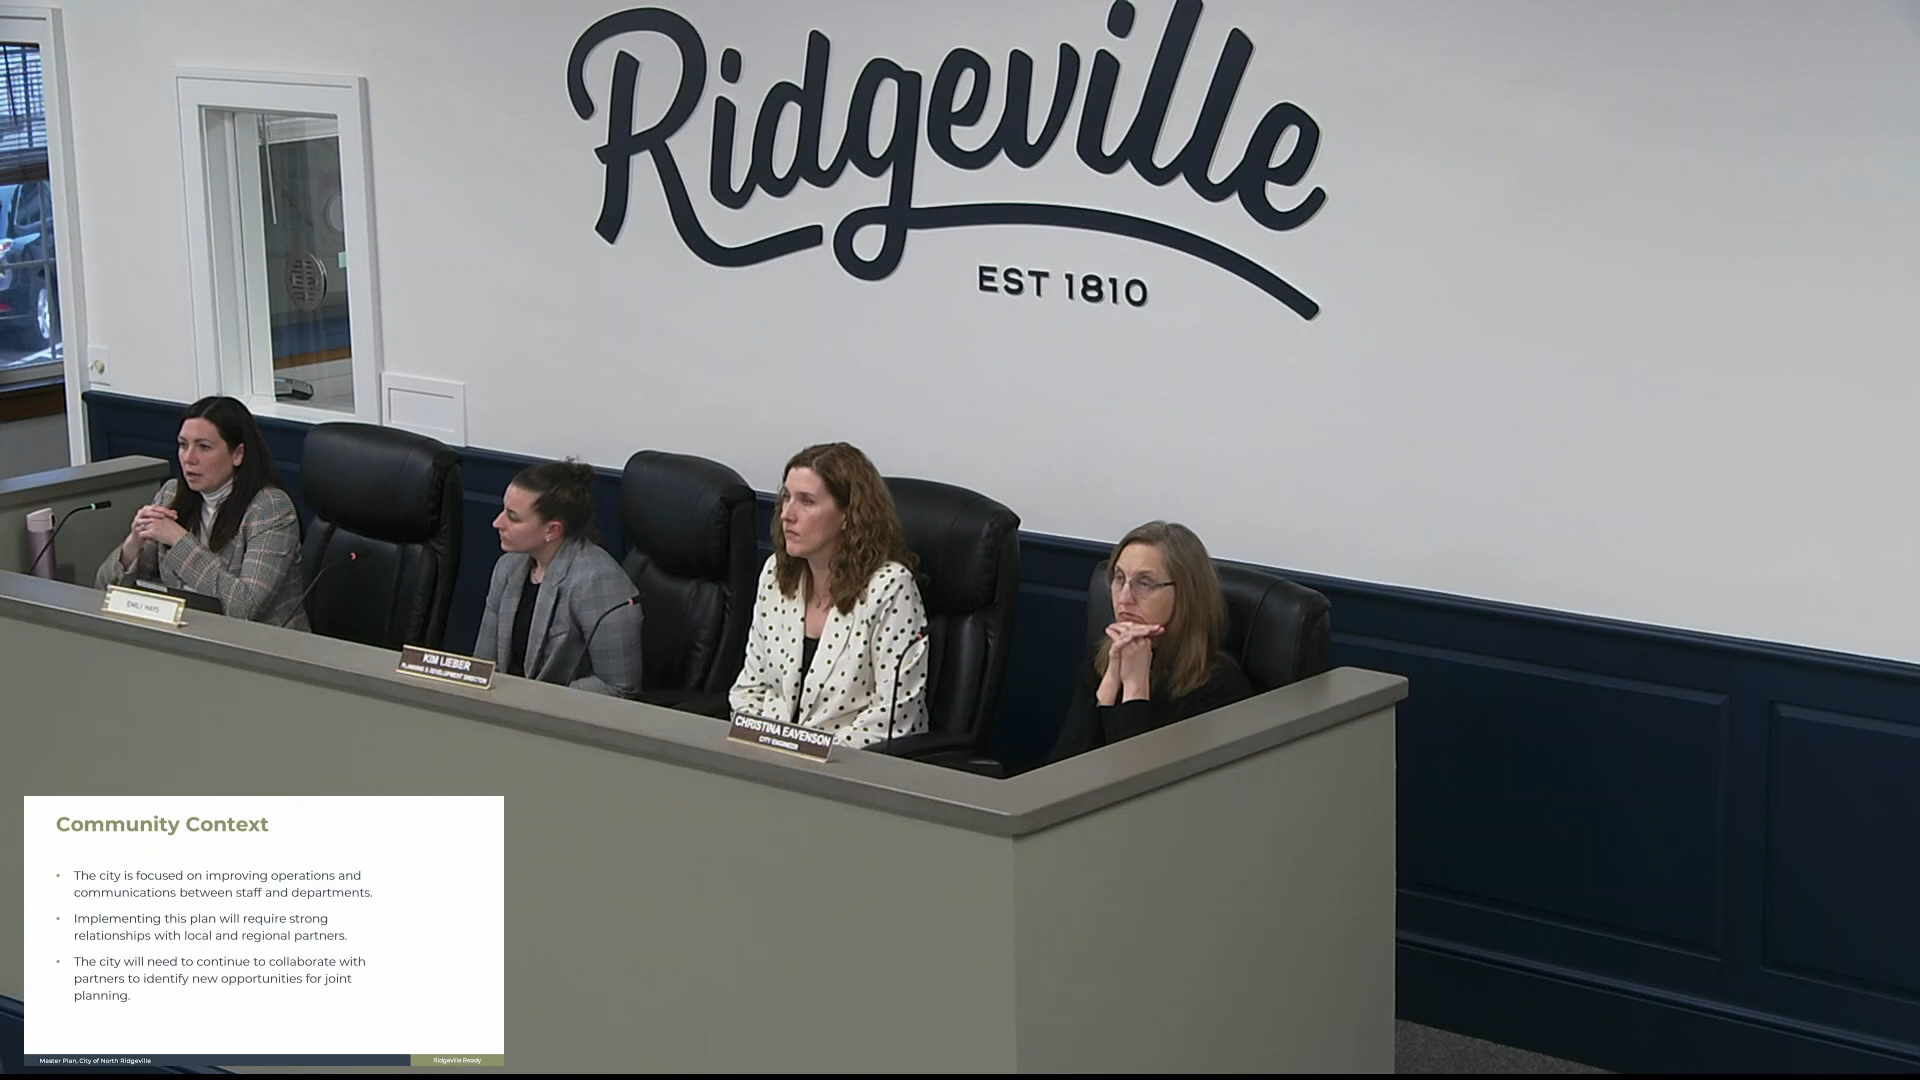 Ridgeville
EST 1810
EMILY HAYS
KIM LIEBER
PLANNING & DEVELOPMENT DIRECTOR
CHRISTINA EAVENSON
CITY ENGINEER
Community Context
• The city is focused on improving operations and
communications between staff and departments.
• Implementing this plan will require strong
relationships with local and regional partners.
• The city will need to continue to collaborate with
partners to identify new opportunities for joint
planning.
Master Plan, City of North Ridgeville
Ridgeville Ready